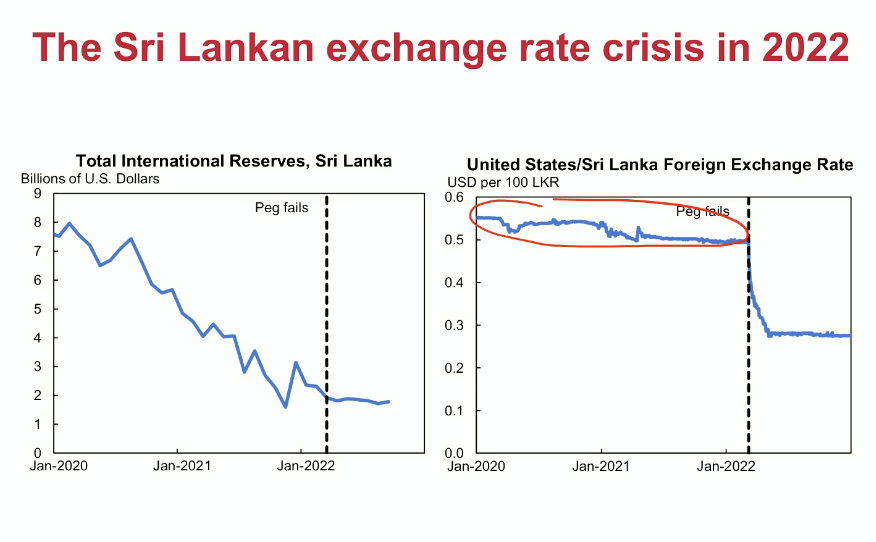 The Sri Lankan exchange rate crisis in 2022
Total International Reserves, Sri Lanka
Billions of U.S. Dollars
9
8
7
6
5
4
3
2
1
0
Peg fails
Jan-2020
Jan-2021
Jan-2022
United States/Sri Lanka Foreign Exchange Rate
USD per 100 LKR
0.6
0.5
0.4
0.3
0.2
0.1
0.0
Peg fails
Jan-2020
Jan-2021
Jan-2022